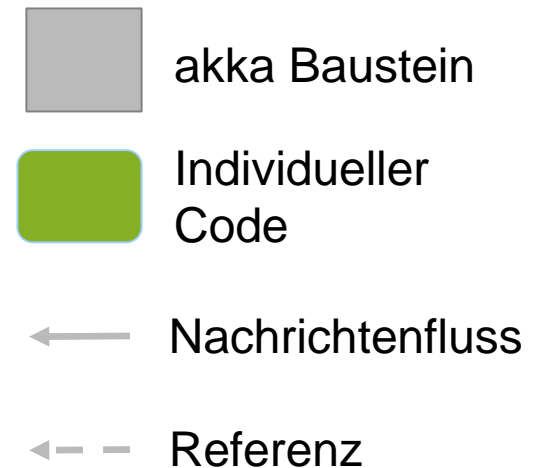 akka Baustein
Individueller
Code
Nachrichtenfluss
Referenz